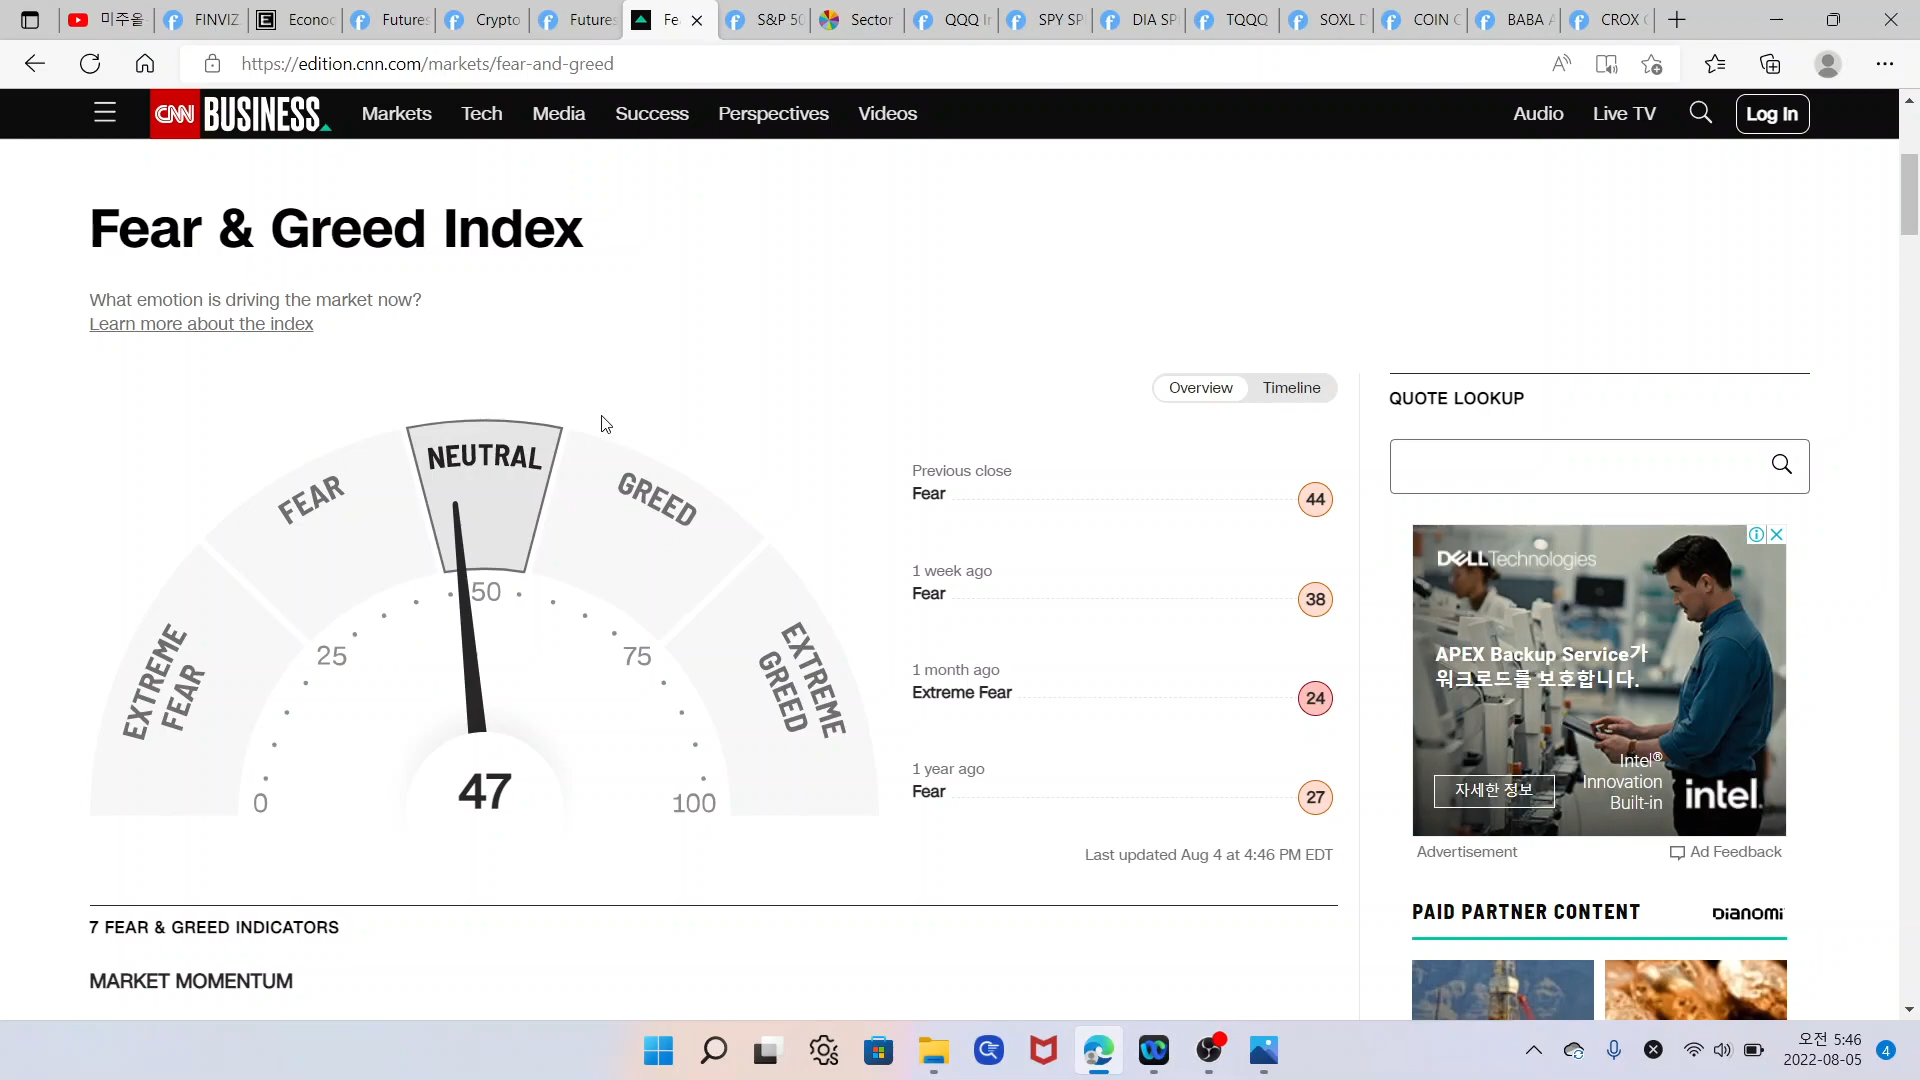 미주올
FINVIZ
Econoc
Futures
Crypto
Futures
Fe
S&P 50
Sector
QQQ In
SPY SP
DIA SP
TQQQ
SOXL D
COIN C
BABA A
CROX C
https://edition.cnn.com/markets/fear-and-greed
CNN BUSINESS
Markets
Tech
Media
Success
Perspectives
Videos
Audio
Live TV
Log In
Fear & Greed Index
What emotion is driving the market now?
Learn more about the index
Overview
Timeline
QUOTE LOOKUP
EXTREME
FEAR
FEAR
NEUTRAL
GREED
EXTREME
GREED
0
25
50
75
100
47
Previous close
Fear 44
1 week ago
Fear 38
1 month ago
Extreme Fear 24
1 year ago
Fear 27
Last updated Aug 4 at 4:46 PM EDT
DELL Technologies
APEX Backup Service가
워크로드를 보호합니다.
자세한 정보
Intel®
Innovation
Built-in
intel.
Advertisement
Ad Feedback
PAID PARTNER CONTENT
DIANOMI
7 FEAR & GREED INDICATORS
MARKET MOMENTUM
오전 5:46
2022-08-05
4